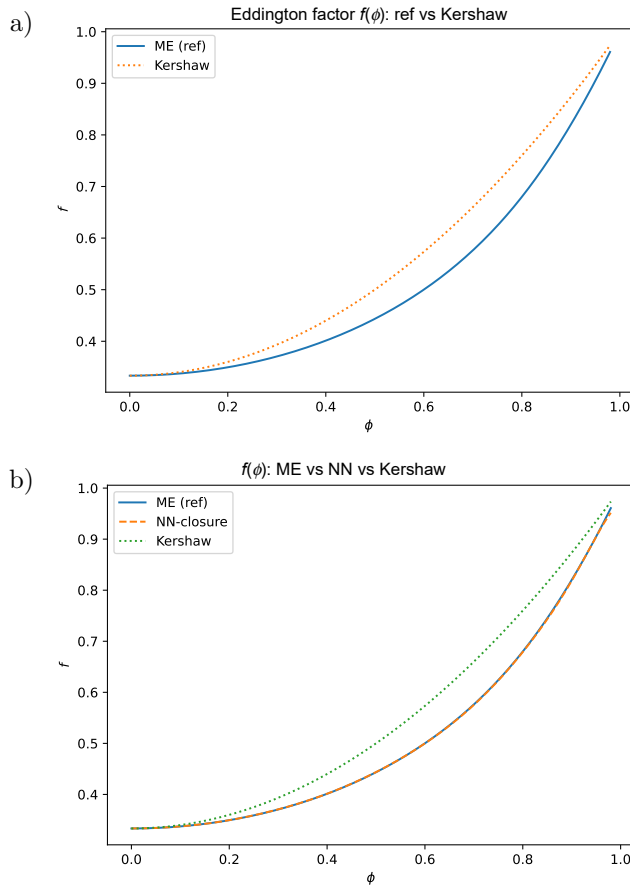 a)
Eddington factor f(ϕ): ref vs Kershaw
ME (ref)
Kershaw
1.0
0.9
0.8
0.7
0.6
0.5
0.4
f
0.0 0.2 0.4 0.6 0.8 1.0
ϕ
b)
f(ϕ): ME vs NN vs Kershaw
ME (ref)
NN-closure
Kershaw
1.0
0.9
0.8
0.7
0.6
0.5
0.4
f
0.0 0.2 0.4 0.6 0.8 1.0
ϕ